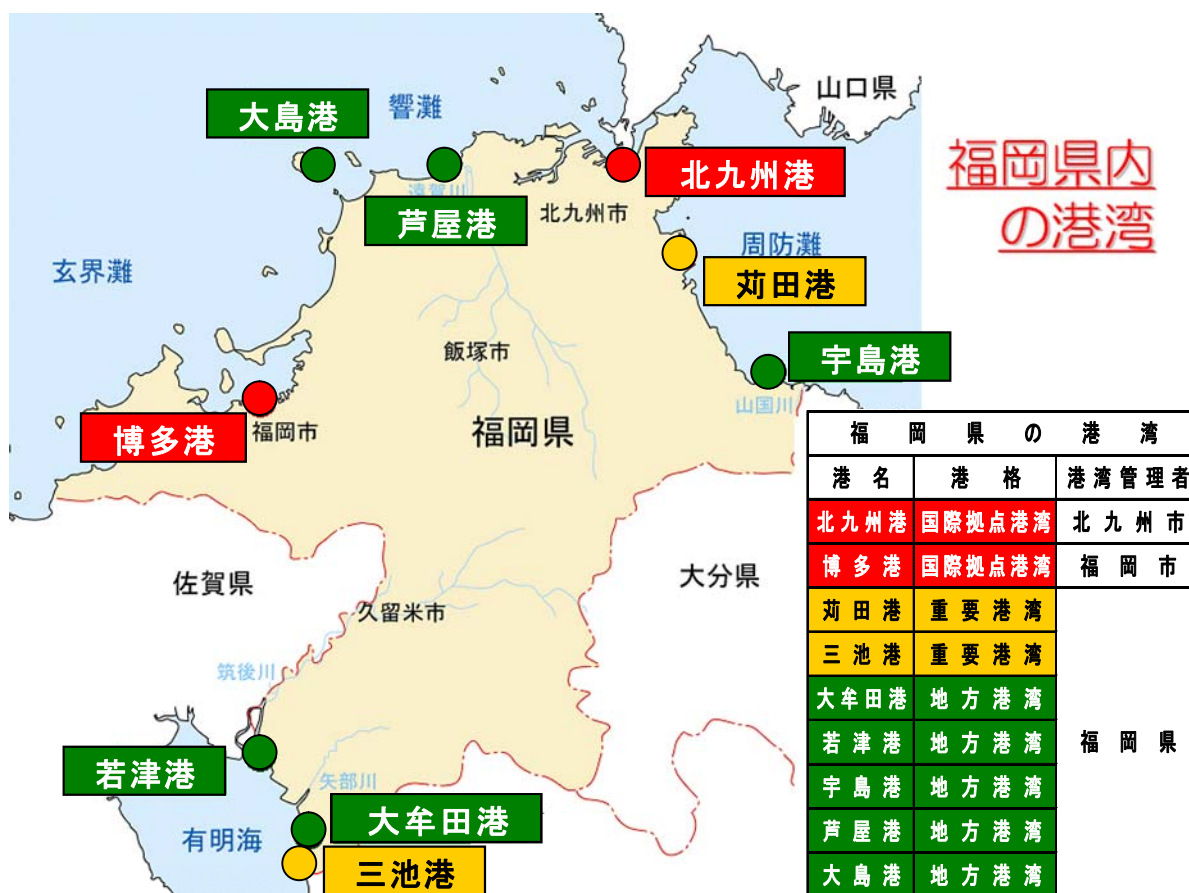 福岡県内
の港湾
山口県
響灘
大島港
北九州港
遠賀川
芦屋港
北九州市
周防灘
玄界灘
苅田港
飯塚市
宇島港
山国川
福岡県
博多港
福岡市
佐賀県
大分県
久留米市
筑後川
若津港
矢部川
大牟田港
有明海
三池港
福岡県の港湾
港名 港格 港湾管理者
北九州港 国際拠点港湾 北九州市
博多港 国際拠点港湾 福岡市
苅田港 重要港湾
三池港 重要港湾
大牟田港 地方港湾
若津港 地方港湾 福岡県
宇島港 地方港湾
芦屋港 地方港湾
大島港 地方港湾